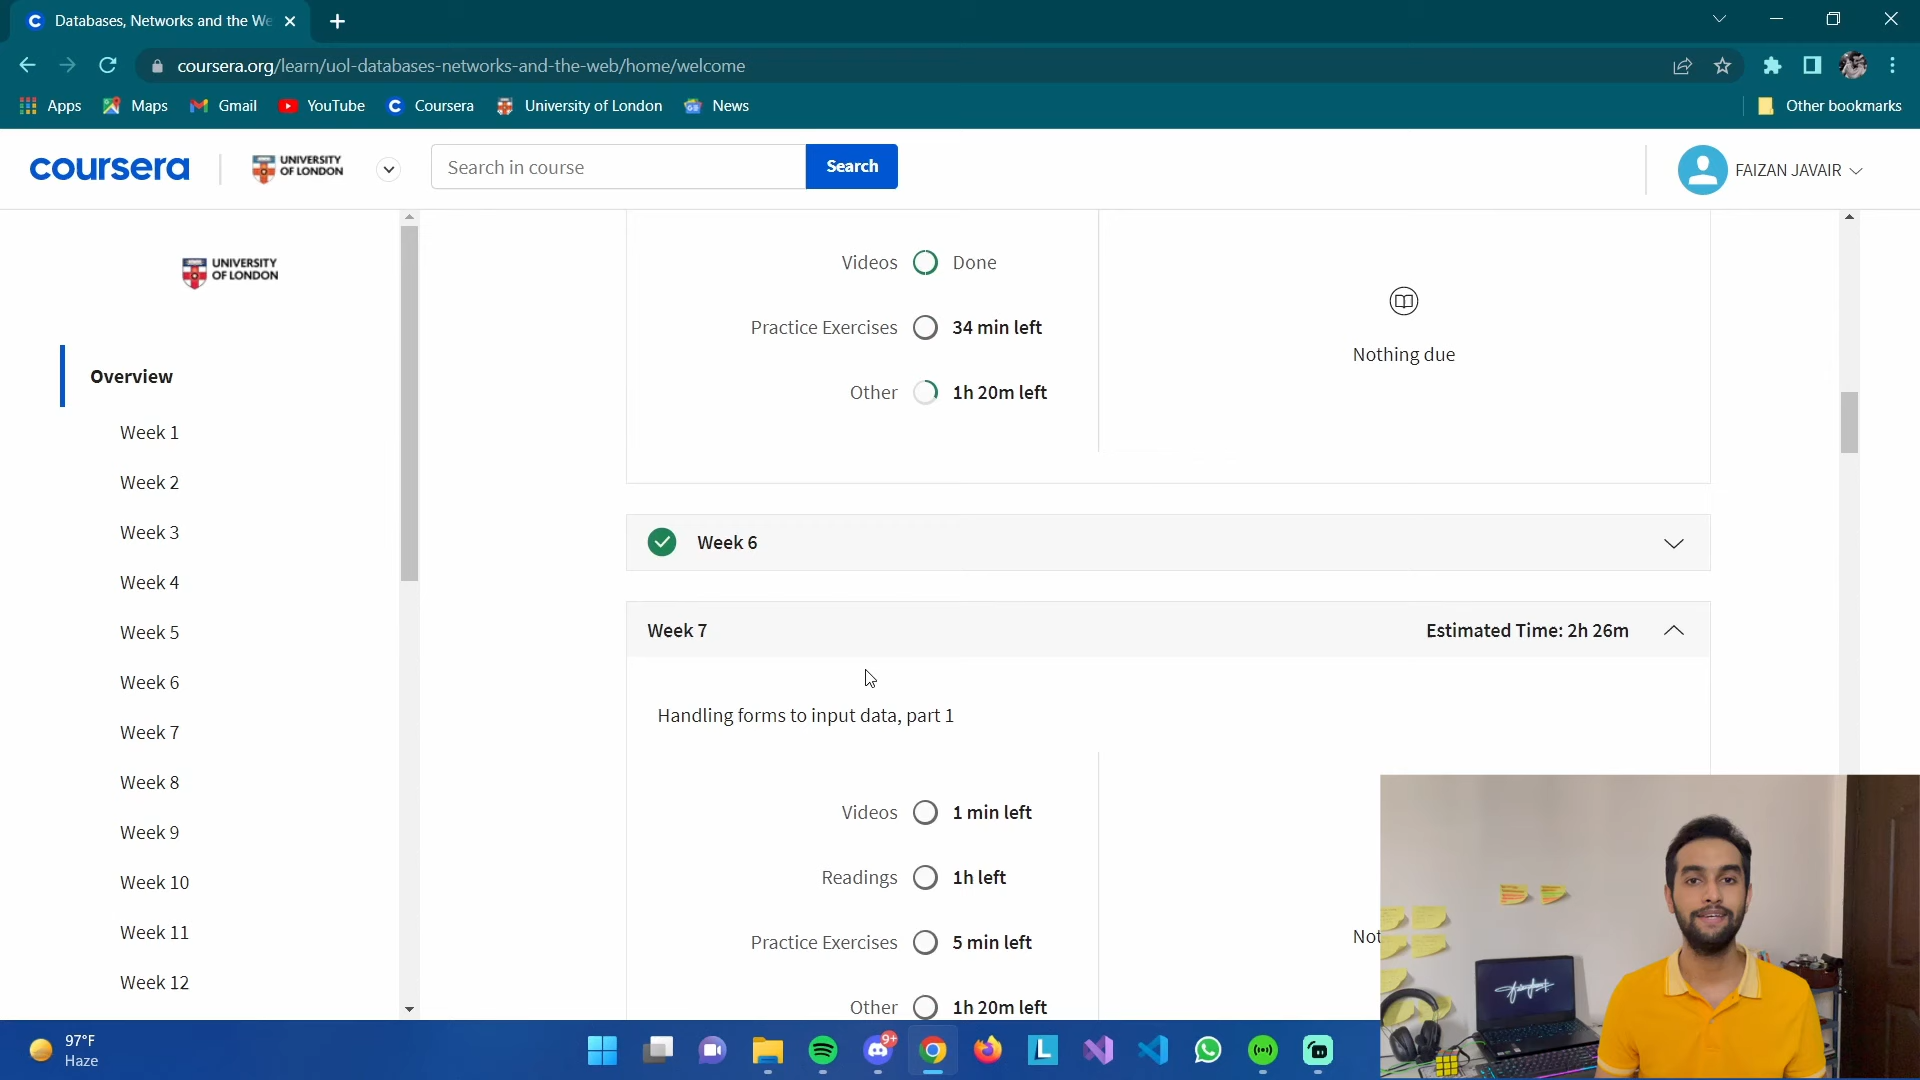 Databases, Networks and the We
coursera.org/learn/uol-databases-networks-and-the-web/home/welcome
Apps Maps Gmail YouTube Coursera University of London News Other bookmarks
coursera UNIVERSITY OF LONDON Search in course Search FAIZAN JAVAIR
UNIVERSITY
OF LONDON
Overview
Week 1
Week 2
Week 3
Week 4
Week 5
Week 6
Week 7
Week 8
Week 9
Week 10
Week 11
Week 12
Videos Done
Practice Exercises 34 min left
Other 1h 20m left
Nothing due
Week 6
Week 7 Estimated Time: 2h 26m
Handling forms to input data, part 1
Videos 1 min left
Readings 1h left
Practice Exercises 5 min left
Other 1h 20m left
Not
97°F
Haze
9+
L